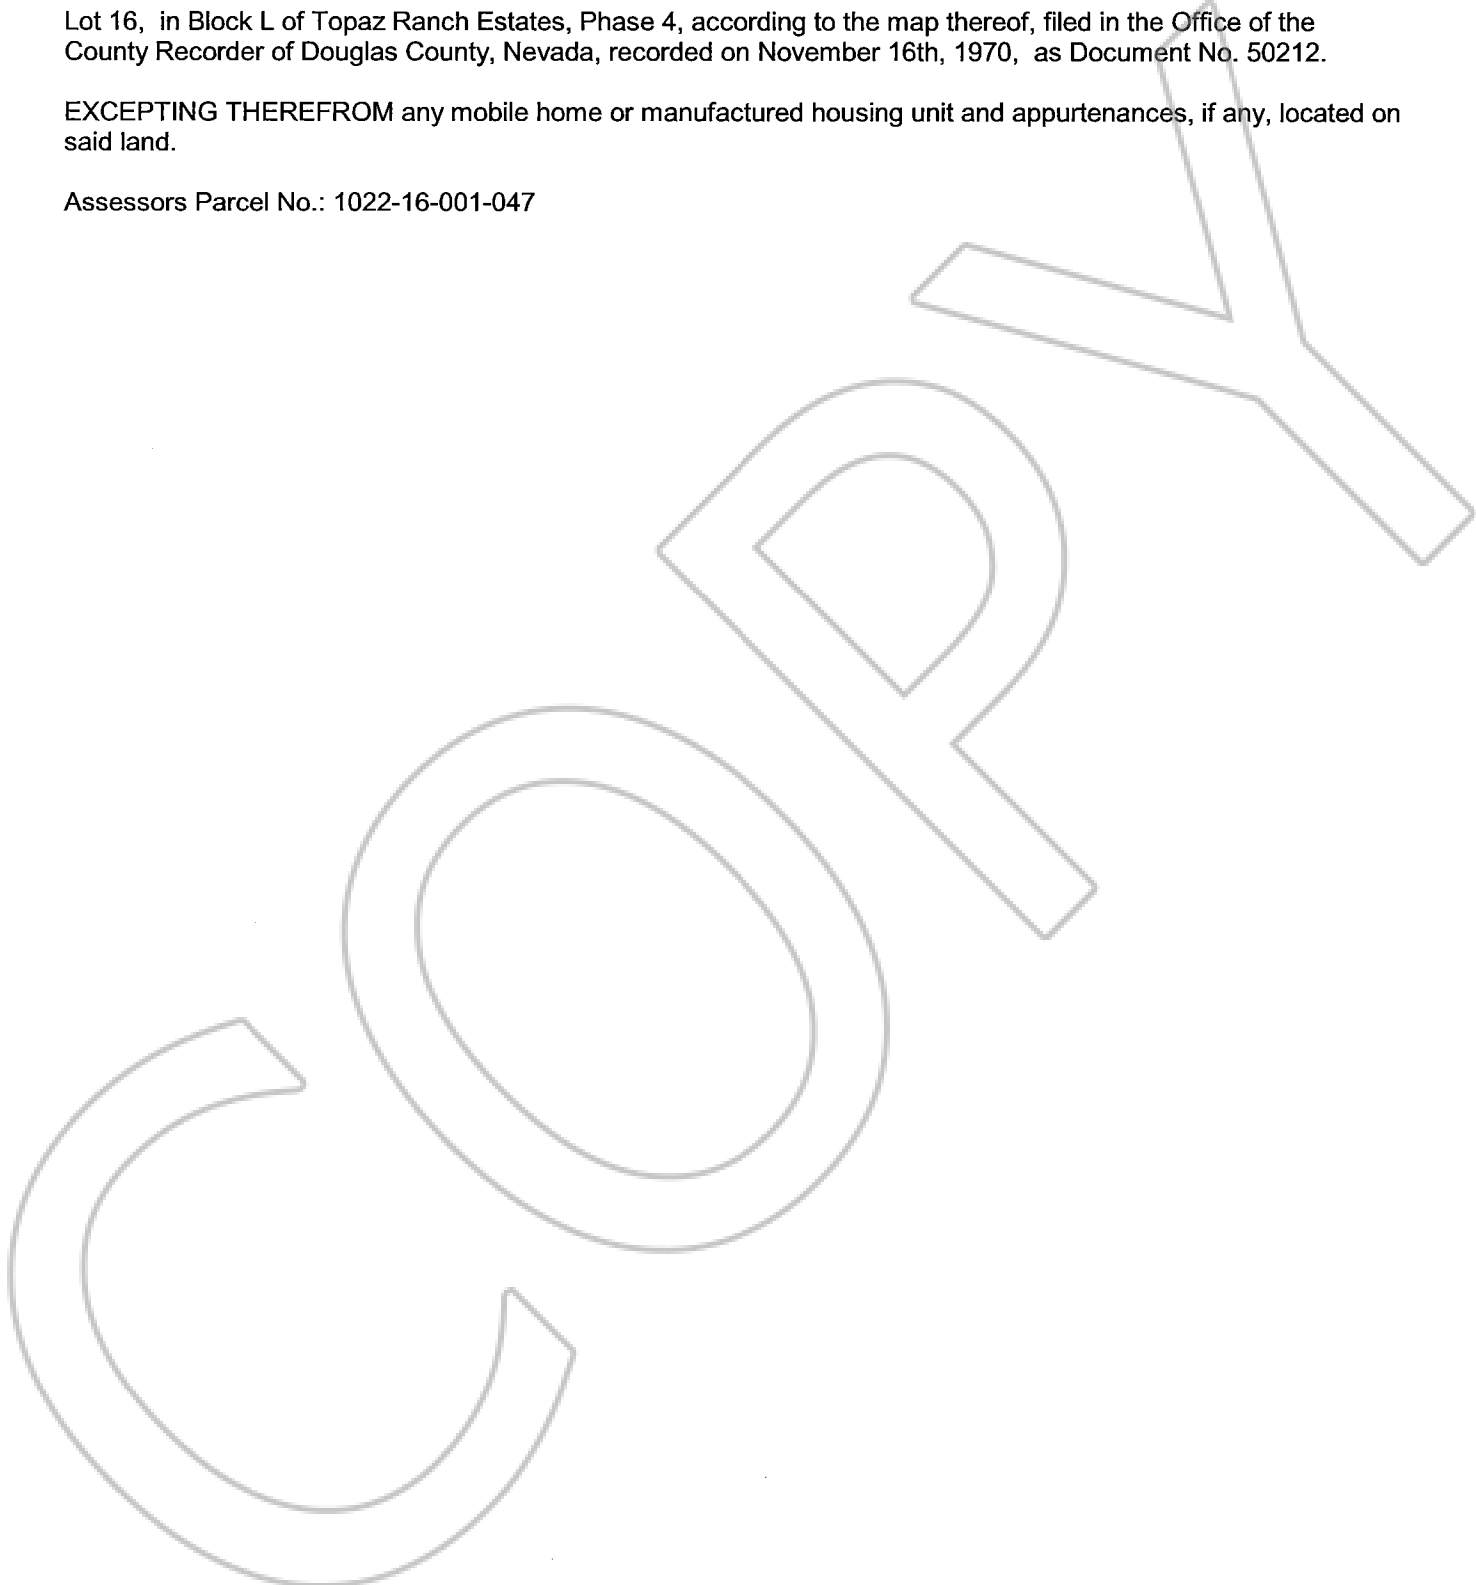 Lot 16, in Block L of Topaz Ranch Estates, Phase 4, according to the map thereof, filed in the Office of the
County Recorder of Douglas County, Nevada, recorded on November 16th, 1970, as Document No. 50212.
EXCEPTING THEREFROM any mobile home or manufactured housing unit and appurtenances, if any, located on
said land.
Assessors Parcel No.: 1022-16-001-047
COPY